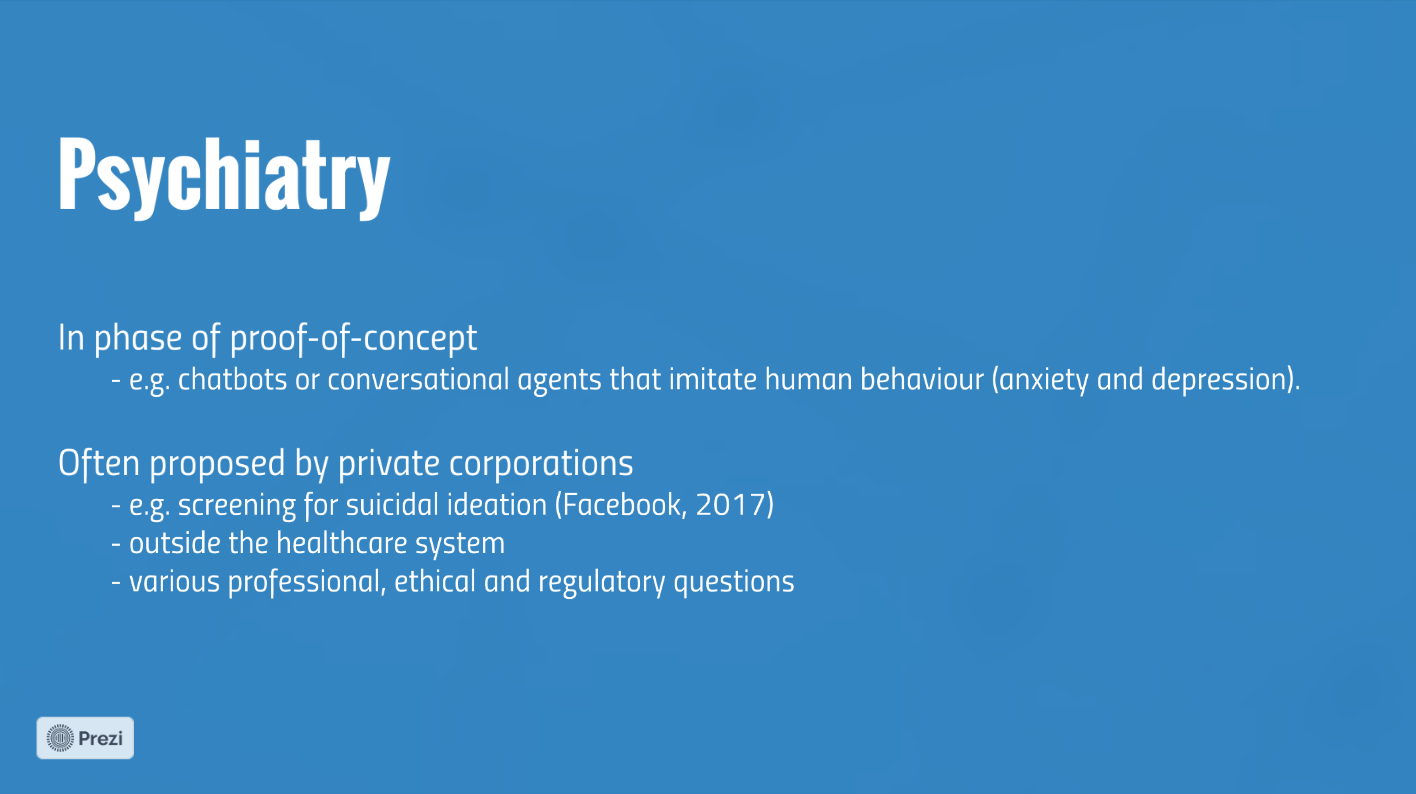 Psychiatry
In phase of proof-of-concept
- e.g. chatbots or conversational agents that imitate human behaviour (anxiety and depression).
Often proposed by private corporations
- e.g. screening for suicidal ideation (Facebook, 2017)
- outside the healthcare system
- various professional, ethical and regulatory questions
Prezi